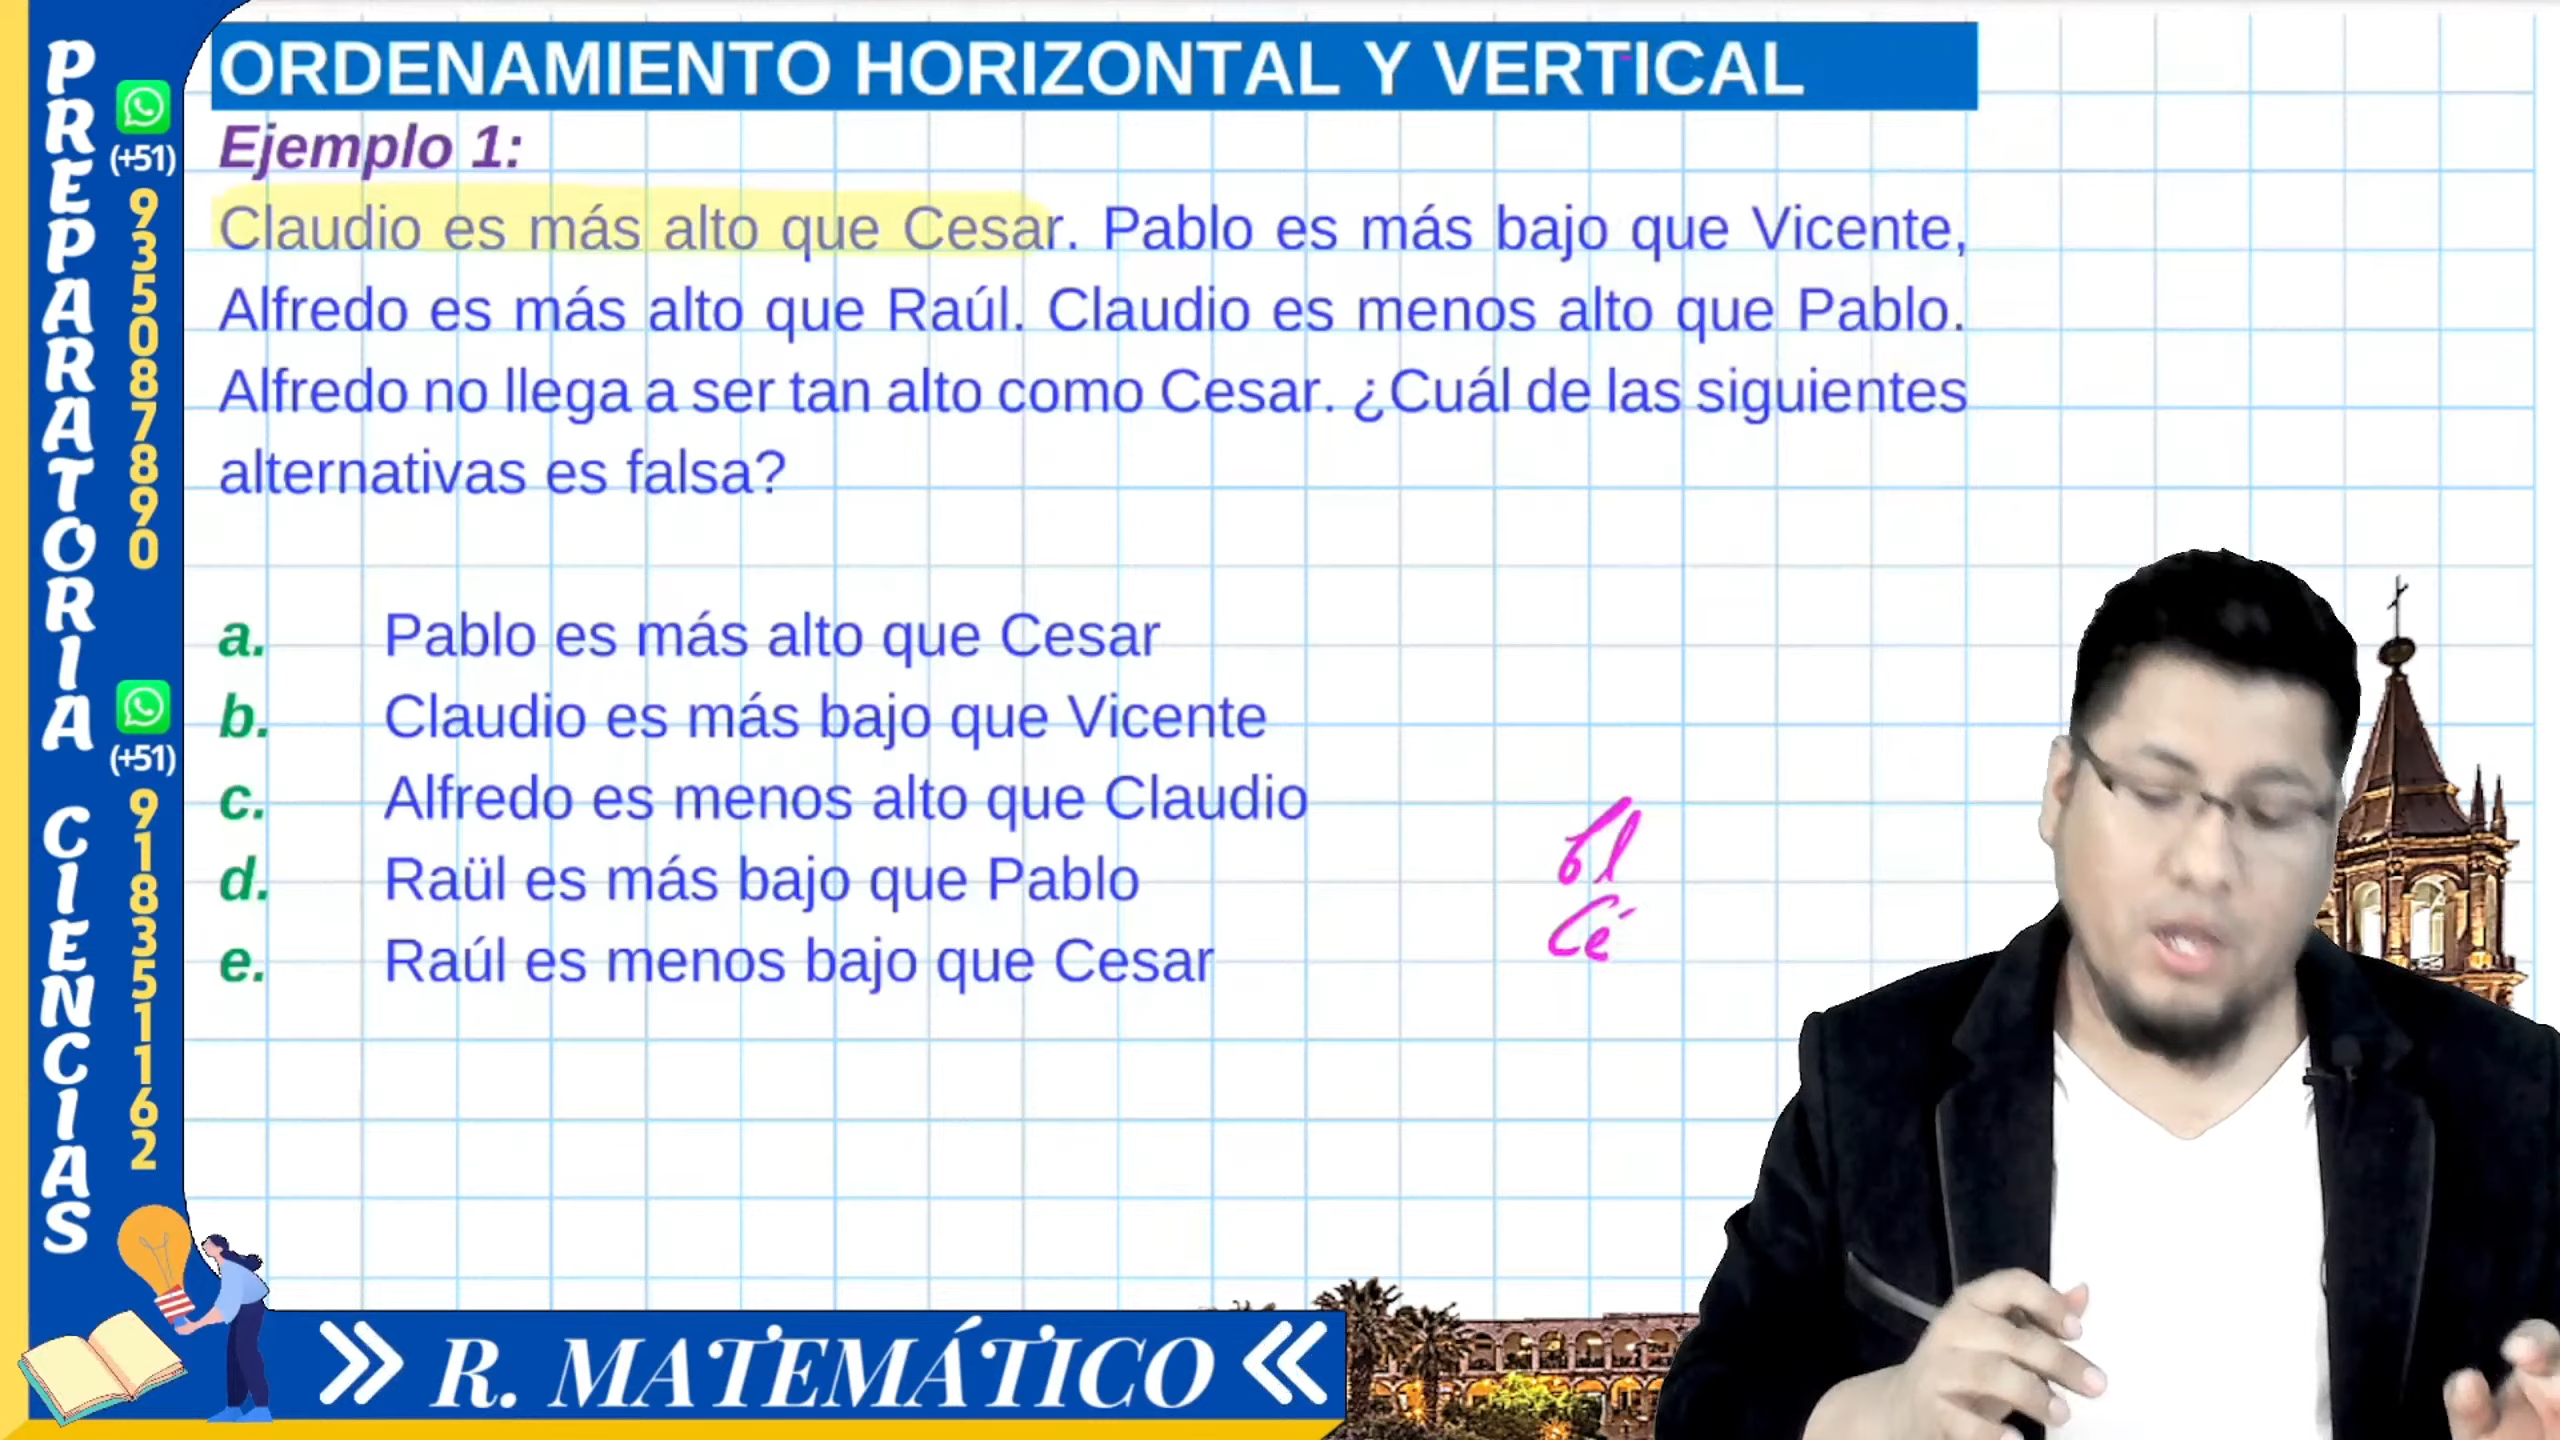 PREPARATORIA CIENCIAS
(+51)
935087890
(+51)
918351162
ORDENAMIENTO HORIZONTAL Y VERTICAL
Ejemplo 1:
Claudio es más alto que Cesar. Pablo es más bajo que Vicente,
Alfredo es más alto que Raúl. Claudio es menos alto que Pablo.
Alfredo no llega a ser tan alto como Cesar. ¿Cuál de las siguientes
alternativas es falsa?
a. Pablo es más alto que Cesar
b. Claudio es más bajo que Vicente
c. Alfredo es menos alto que Claudio
d. Raül es más bajo que Pablo
e. Raúl es menos bajo que Cesar
Ce
R. MATEMÁTICO